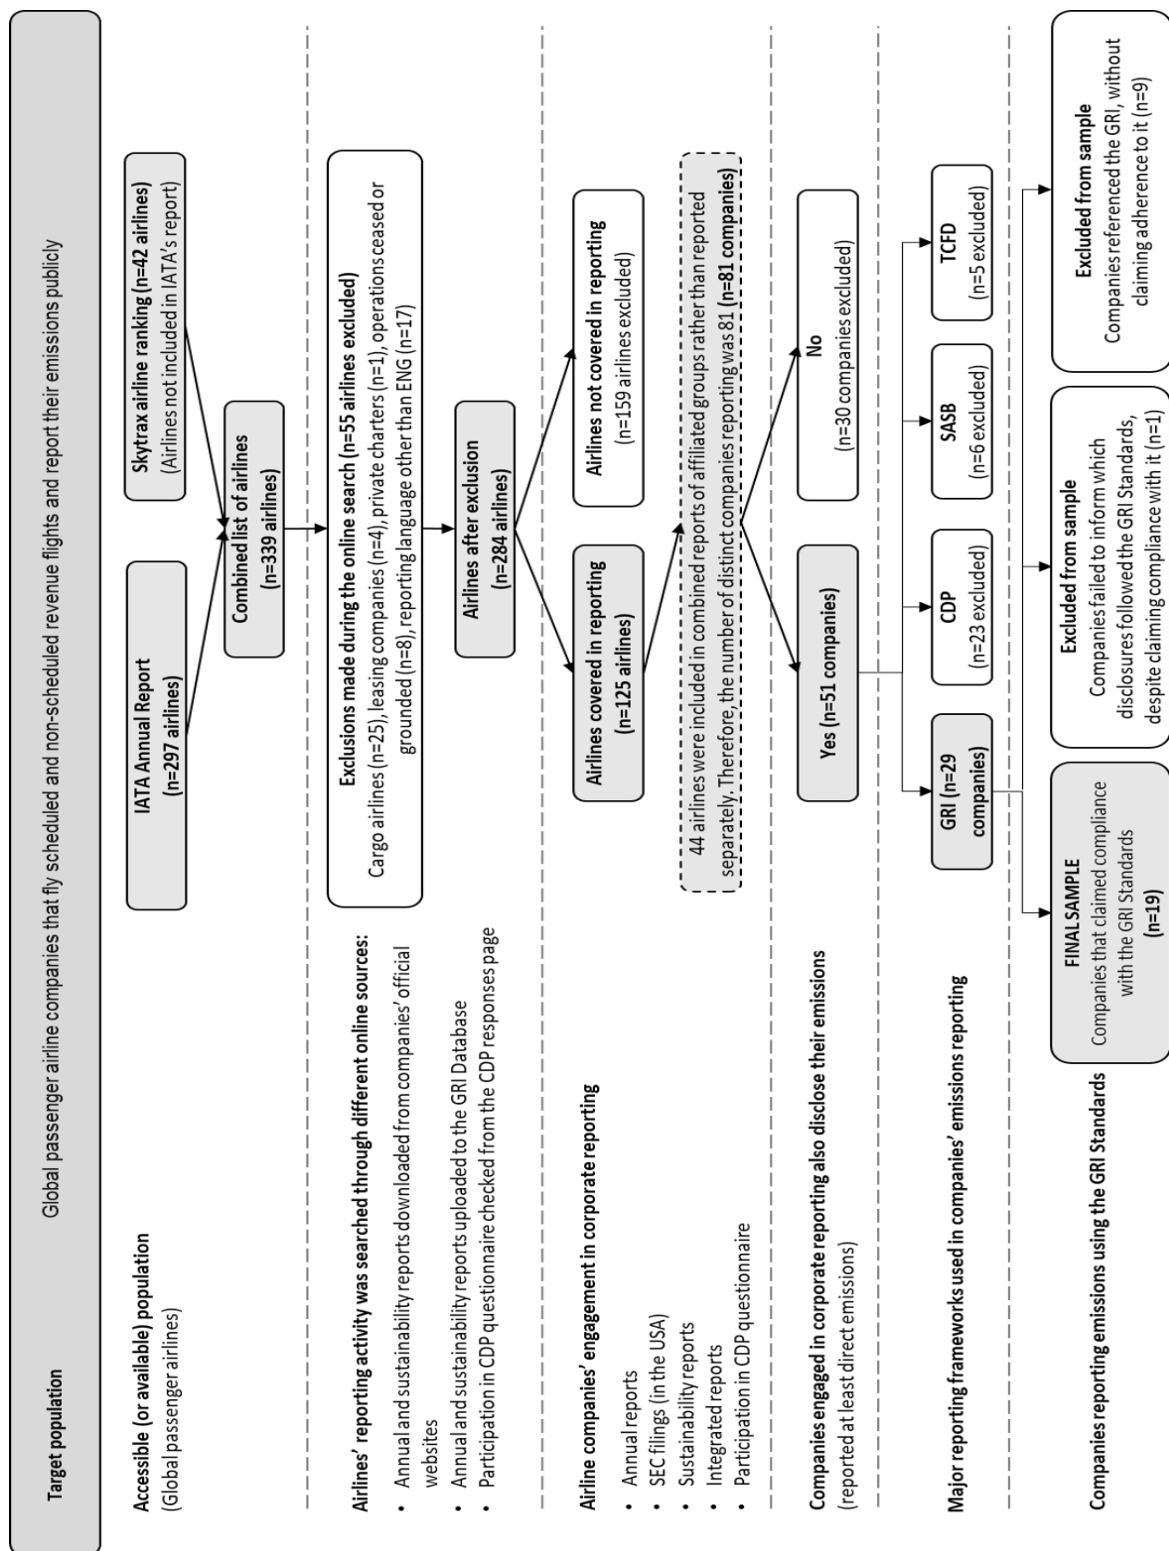 Target population
Global passenger airline companies that fly scheduled and non-scheduled revenue flights and report their emissions publicly
Accessible (or available) population
(Global passenger airlines)
IATA Annual Report
(n=297 airlines)
Skytrax airline ranking (n=42 airlines)
(Airlines not included in IATA's report)
Combined list of airlines
(n=339 airlines)
Airlines' reporting activity was searched through different online sources:
• Annual and sustainability reports downloaded from companies' official
websites
• Annual and sustainability reports uploaded to the GRI Database
• Participation in CDP questionnaire checked from the CDP responses page
Exclusions made during the online search (n=55 airlines excluded)
Cargo airlines (n=25), leasing companies (n=4), private charters (n=1), operations ceased or
grounded (n=8), reporting language other than ENG (n=17)
Airlines after exclusion
(n=284 airlines)
Airline companies' engagement in corporate reporting
• Annual reports
• SEC filings (in the USA)
• Sustainability reports
• Integrated reports
• Participation in CDP questionnaire
Airlines covered in reporting
(n=125 airlines)
Airlines not covered in reporting
(n=159 airlines excluded)
44 airlines were included in combined reports of affiliated groups rather than reported
separately. Therefore, the number of distinct companies reporting was 81 (n=81 companies)
Companies engaged in corporate reporting also disclose their emissions
(reported at least direct emissions)
Yes (n=51 companies)
No
(n=30 companies excluded)
Major reporting frameworks used in companies' emissions reporting
GRI (n=29
companies)
CDP
(n=23 excluded)
SASB
(n=6 excluded)
TCFD
(n=5 excluded)
Companies reporting emissions using the GRI Standards
FINAL SAMPLE
Companies that claimed compliance
with the GRI Standards
(n=19)
Excluded from sample
Companies failed to inform which
disclosures followed the GRI Standards,
despite claiming compliance with it (n=1)
Excluded from sample
Companies referenced the GRI, without
claiming adherence to it (n=9)